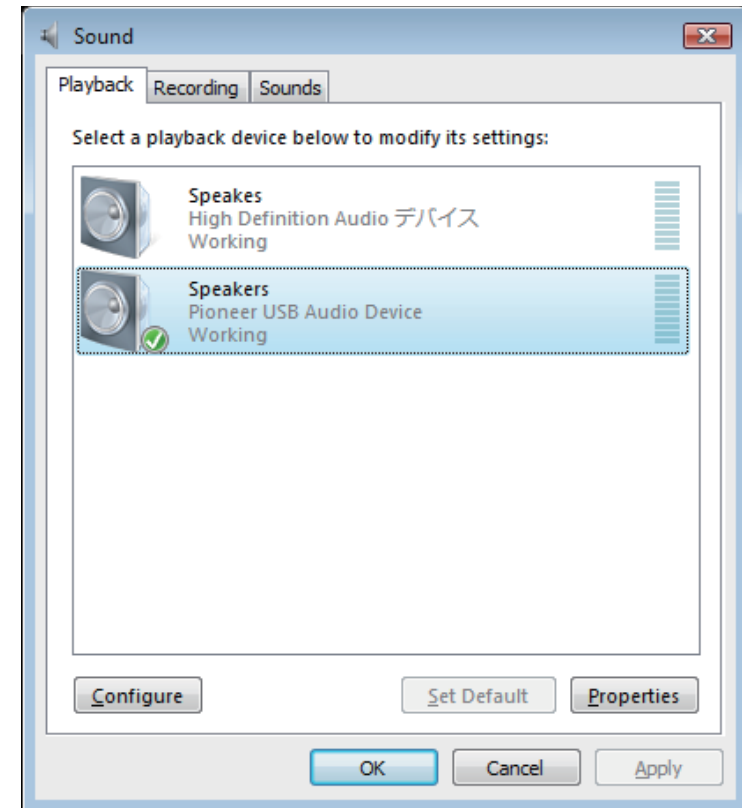 Sound
Playback Recording Sounds
Select a playback device below to modify its settings:
Speakes
High Definition Audio デバイス
Working
Speakers
Pioneer USB Audio Device
Working
Configure Set Default Properties
OK Cancel Apply